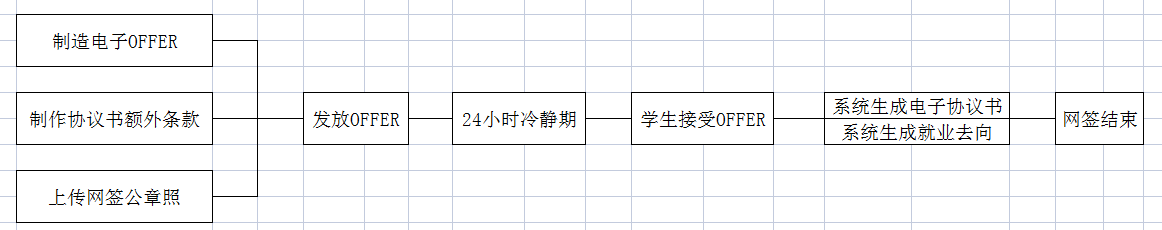 制造电子OFFER
制作协议书额外条款
上传网签公章照
发放OFFER
24小时冷静期
学生接受OFFER
系统生成电子协议书
系统生成就业去向
网签结束